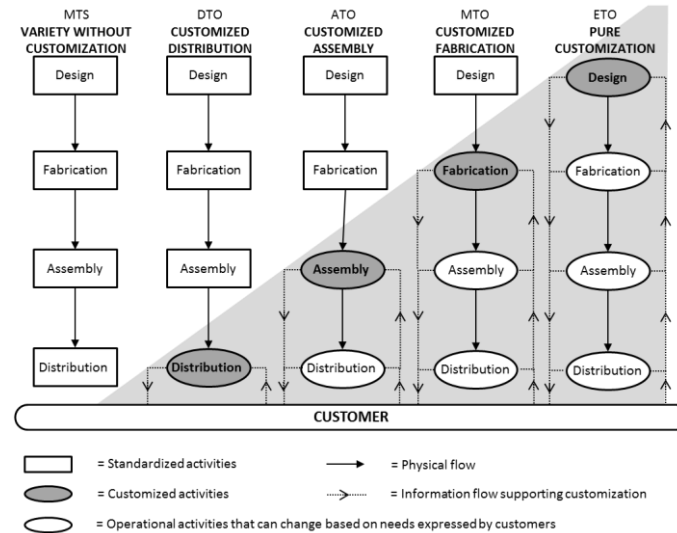 MTS
VARIETY WITHOUT
CUSTOMIZATION
DTO
CUSTOMIZED
DISTRIBUTION
ATO
CUSTOMIZED
ASSEMBLY
MTO
CUSTOMIZED
FABRICATION
ETO
PURE
CUSTOMIZATION
Design
Design
Design
Design
Design
Fabrication
Fabrication
Fabrication
Fabrication
Fabrication
Assembly
Assembly
Assembly
Assembly
Assembly
Distribution
Distribution
Distribution
Distribution
Distribution
CUSTOMER
= Standardized activities
= Physical flow
= Customized activities
= Information flow supporting customization
= Operational activities that can change based on needs expressed by customers